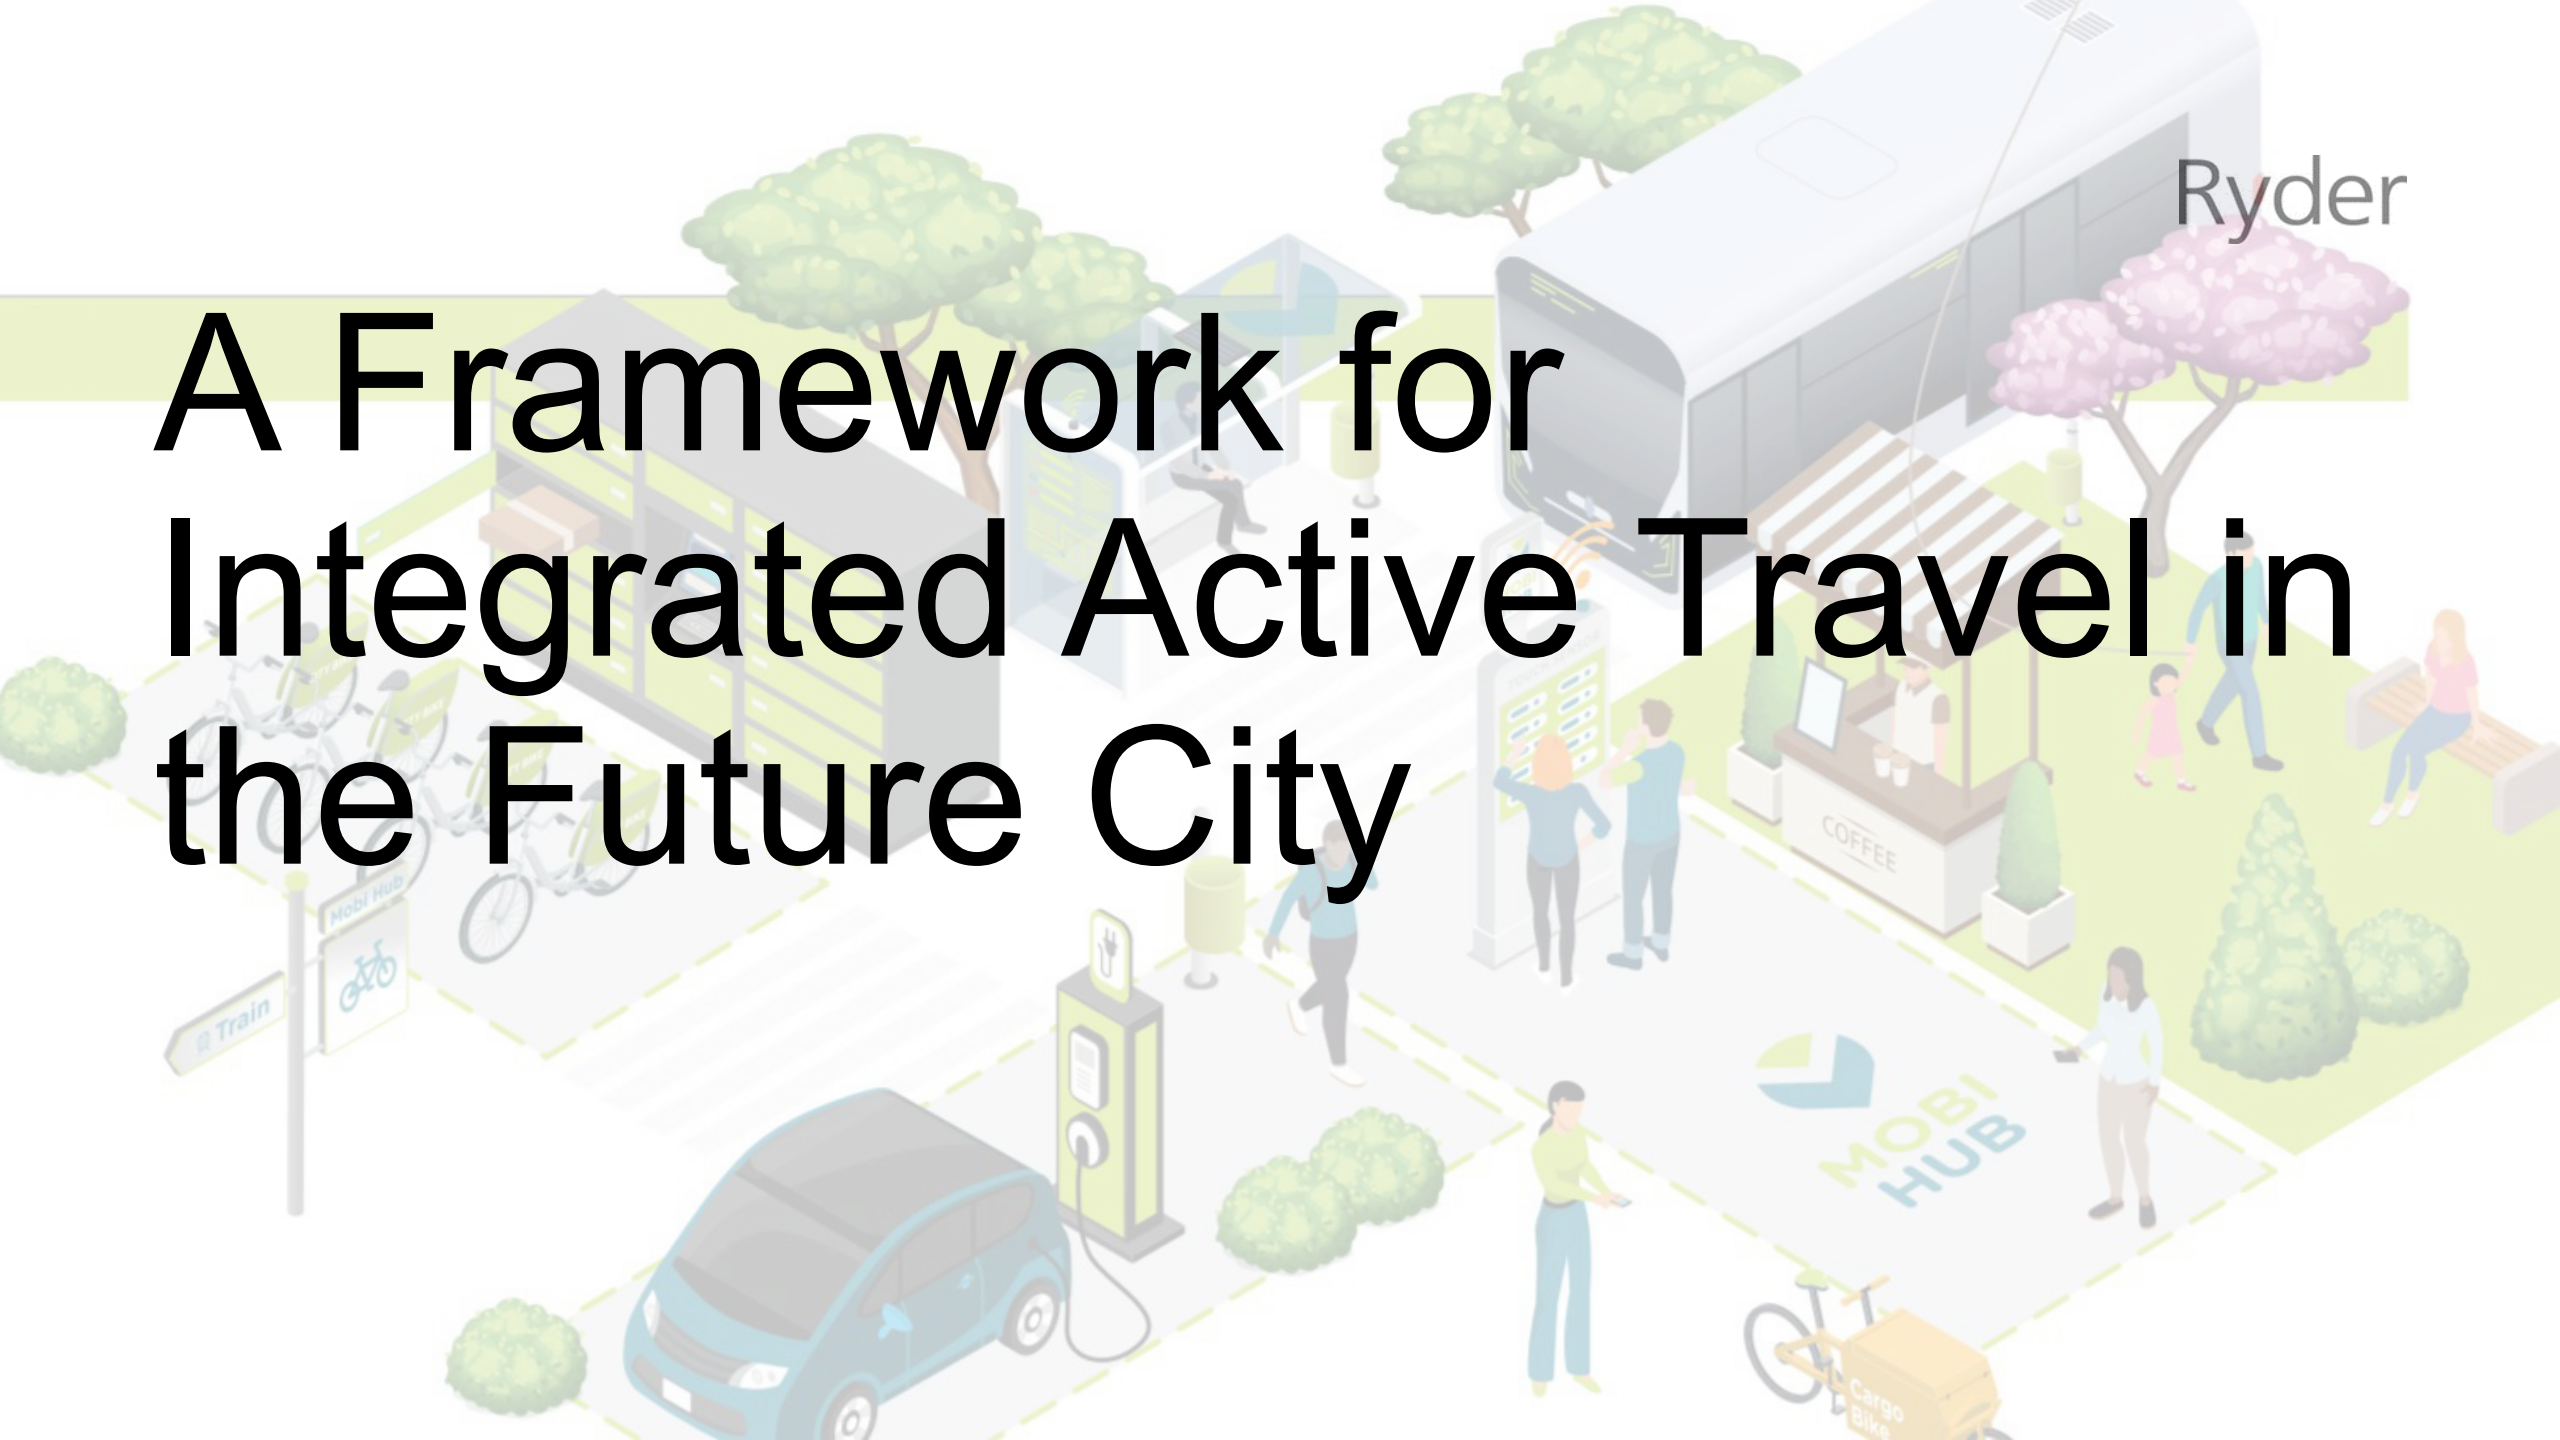 Ryder
A Framework for
Integrated Active Travel in
the Future City
Mobi Hub
Train
COFFEE
MOBI
HUB
Cargo
Bike